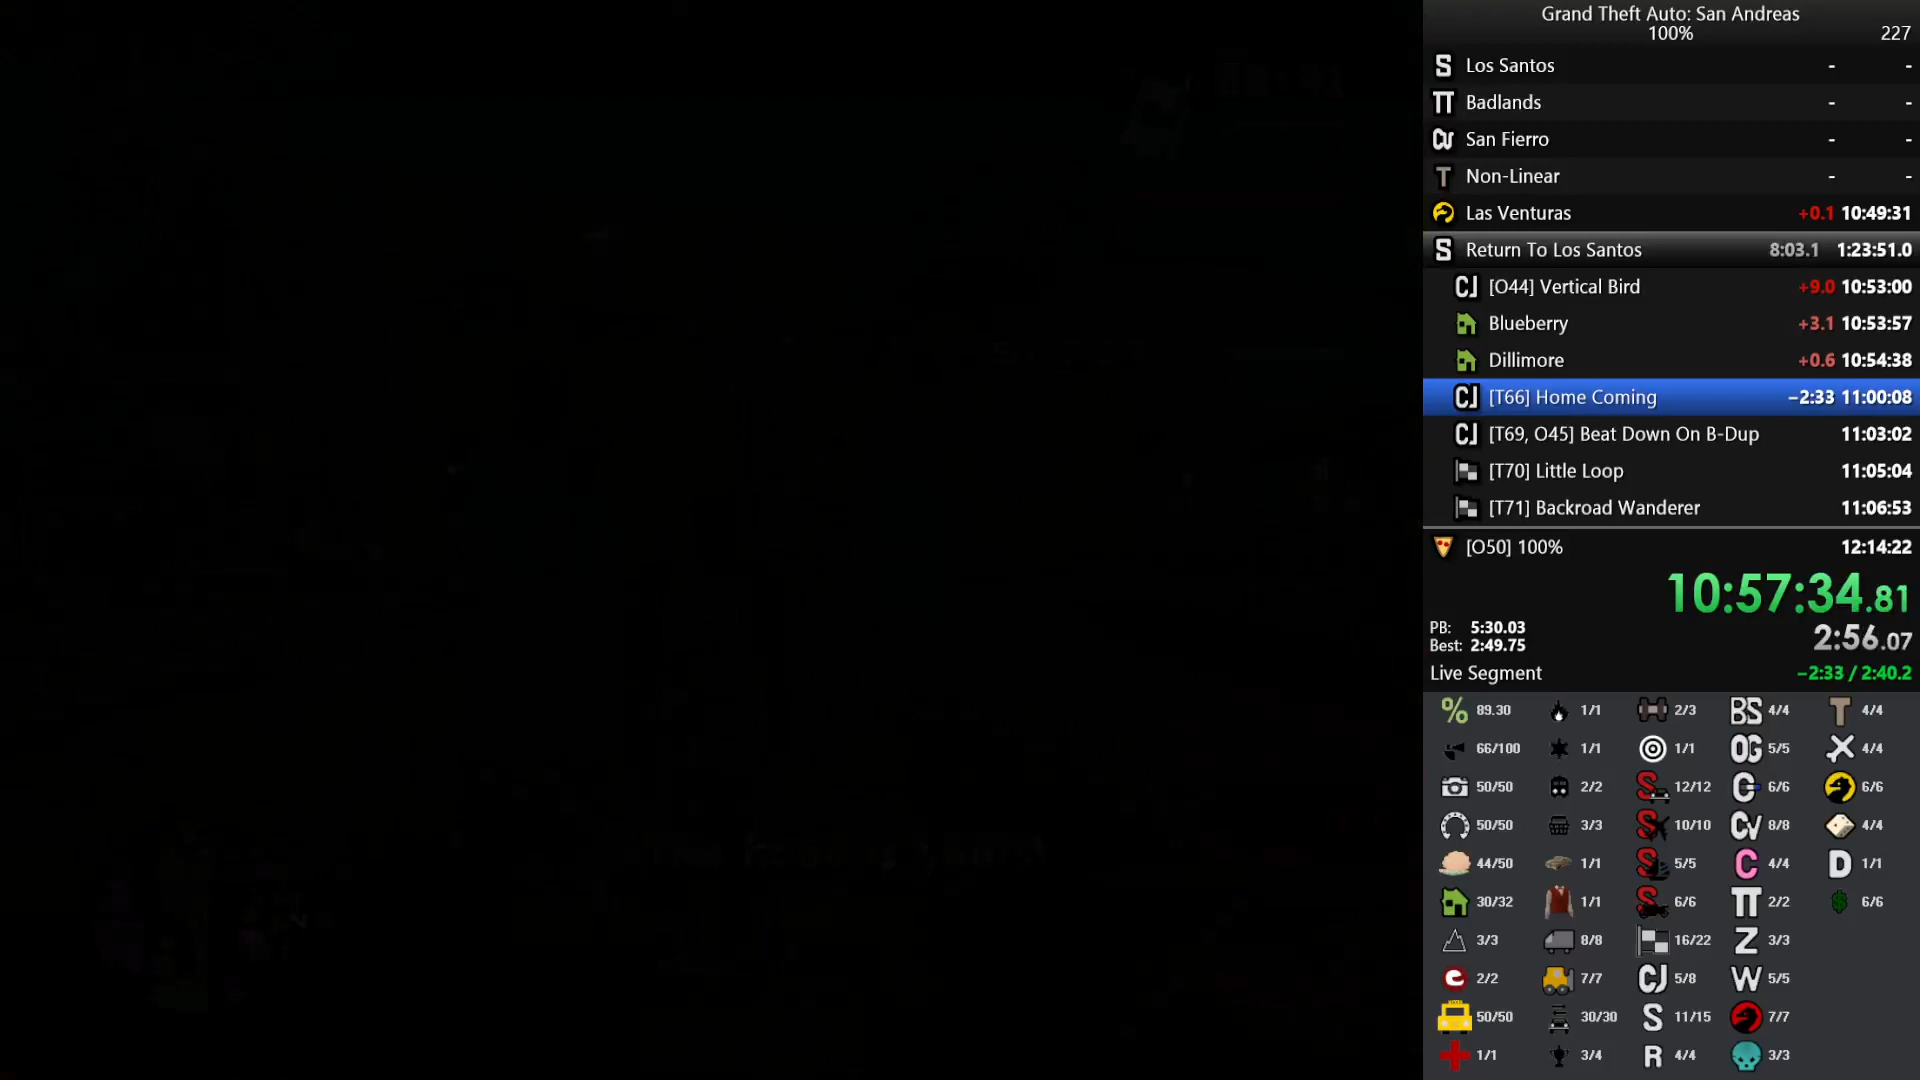 Grand Theft Auto: San Andreas
100% 227
S Los Santos - -
Badlands - -
San Fierro - -
T Non-Linear - -
Las Venturas +0.1 10:49:31
S Return To Los Santos 8:03.1 1:23:51.0
CJ [O44] Vertical Bird +9.0 10:53:00
Blueberry +3.1 10:53:57
Dillimore +0.6 10:54:38
CJ [T66] Home Coming −2:33 11:00:08
CJ [T69, O45] Beat Down On B-Dup 11:03:02
[T70] Little Loop 11:05:04
[T71] Backroad Wanderer 11:06:53
[O50] 100% 12:14:22
10:57:34.81
PB: 5:30.03
Best: 2:49.75
2:56.07
Live Segment −2:33 / 2:40.2
% 89.30 1/1 2/3 BS 4/4 T 4/4
66/100 1/1 1/1 OG 5/5 4/4
50/50 2/2 S 12/12 C 6/6 6/6
50/50 3/3 S 10/10 CV 8/8 4/4
44/50 1/1 S 5/5 C 4/4 D 1/1
30/32 1/1 S 6/6 2/2 $ 6/6
3/3 8/8 16/22 Z 3/3
e 2/2 7/7 CJ 5/8 W 5/5
50/50 30/30 S 11/15 7/7
1/1 3/4 R 4/4 3/3